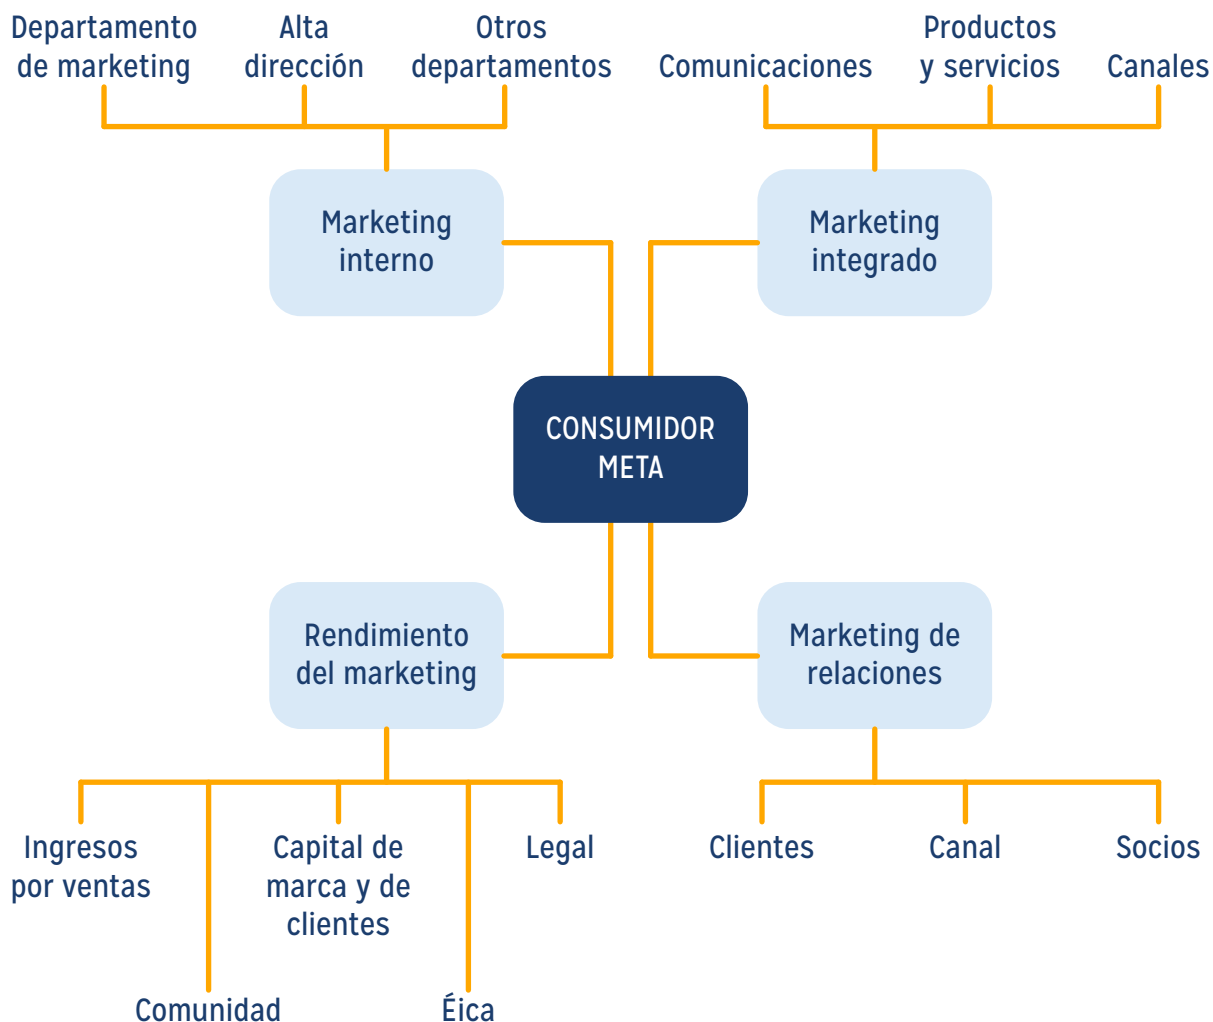 Departamento
de marketing
Alta
dirección
Otros
departamentos
Comunicaciones
Productos
y servicios
Canales
Marketing
interno
Marketing
integrado
CONSUMIDOR
META
Rendimiento
del marketing
Marketing de
relaciones
Ingresos
por ventas
Capital de
marca y de
clientes
Legal
Clientes
Canal
Socios
Comunidad
Éica